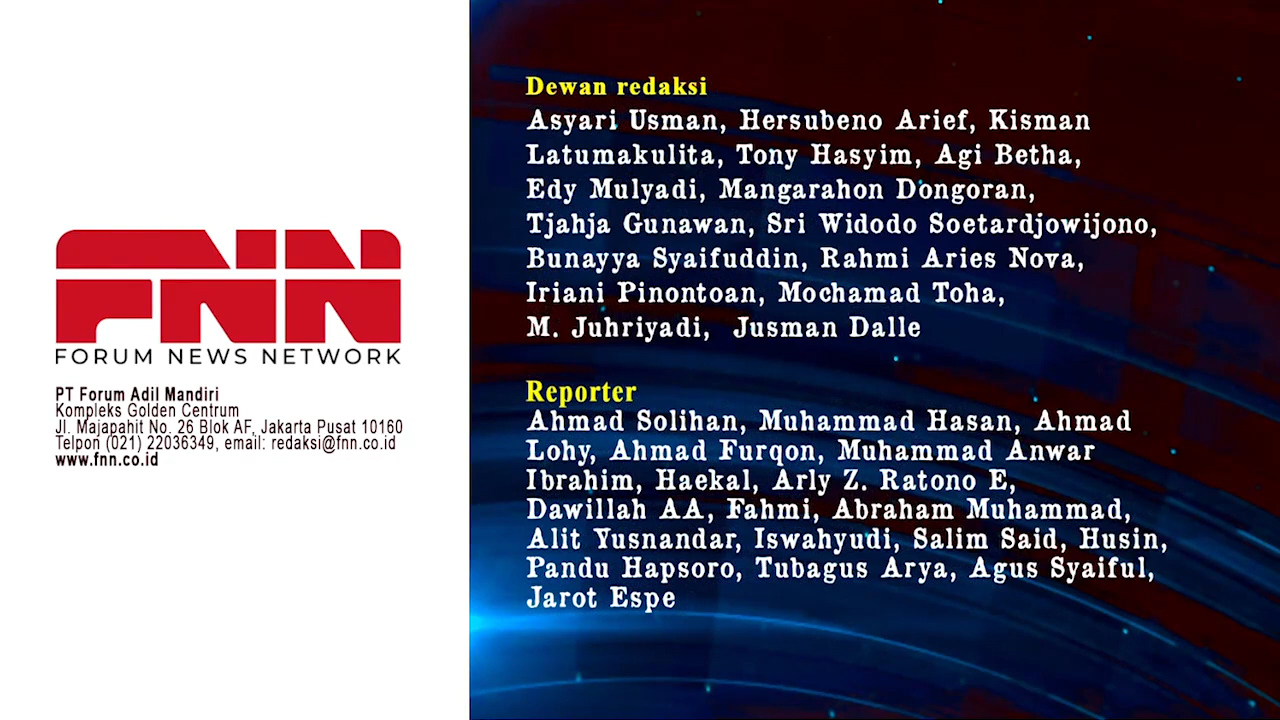 FNN
FORUM NEWS NETWORK
PT Forum Adil Mandiri
Kompleks Golden Centrum
Jl. Majapahit No. 26 Blok AF, Jakarta Pusat 10160
Telpon (021) 22036349, email: redaksi@fnn.co.id
www.fnn.co.id
Dewan redaksi
Asyari Usman, Hersubeno Arief, Kisman
Latumakulita, Tony Hasyim, Agi Betha,
Edy Mulyadi, Mangarahon Dongoran,
Tjahja Gunawan, Sri Widodo Soetardjowijono,
Bunayya Syaifuddin, Rahmi Aries Nova,
Iriani Pinontoan, Mochamad Toha,
M. Juhriyadi, Jusman Dalle
Reporter
Ahmad Solihan, Muhammad Hasan, Ahmad
Lohy, Ahmad Furqon, Muhammad Anwar
Ibrahim, Haekal, Arly Z. Ratono E,
Dawillah AA, Fahmi, Abraham Muhammad,
Alit Yusnandar, Iswahyudi, Salim Said, Husin,
Pandu Hapsoro, Tubagus Arya, Agus Syaiful,
Jarot Espe